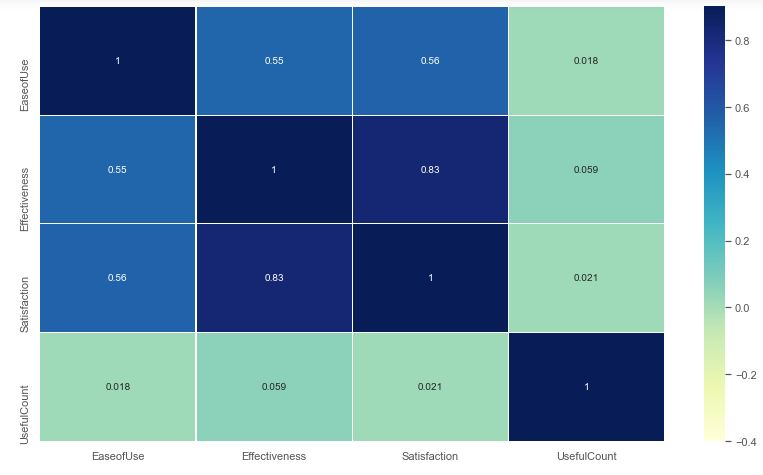 EaseofUse 1 0.55 0.56 0.018
Effectiveness 0.55 1 0.83 0.059
Satisfaction 0.56 0.83 1 0.021
UsefulCount 0.018 0.059 0.021 1
EaseofUse Effectiveness Satisfaction UsefulCount
0.8
0.6
0.4
0.2
0.0
−0.2
−0.4